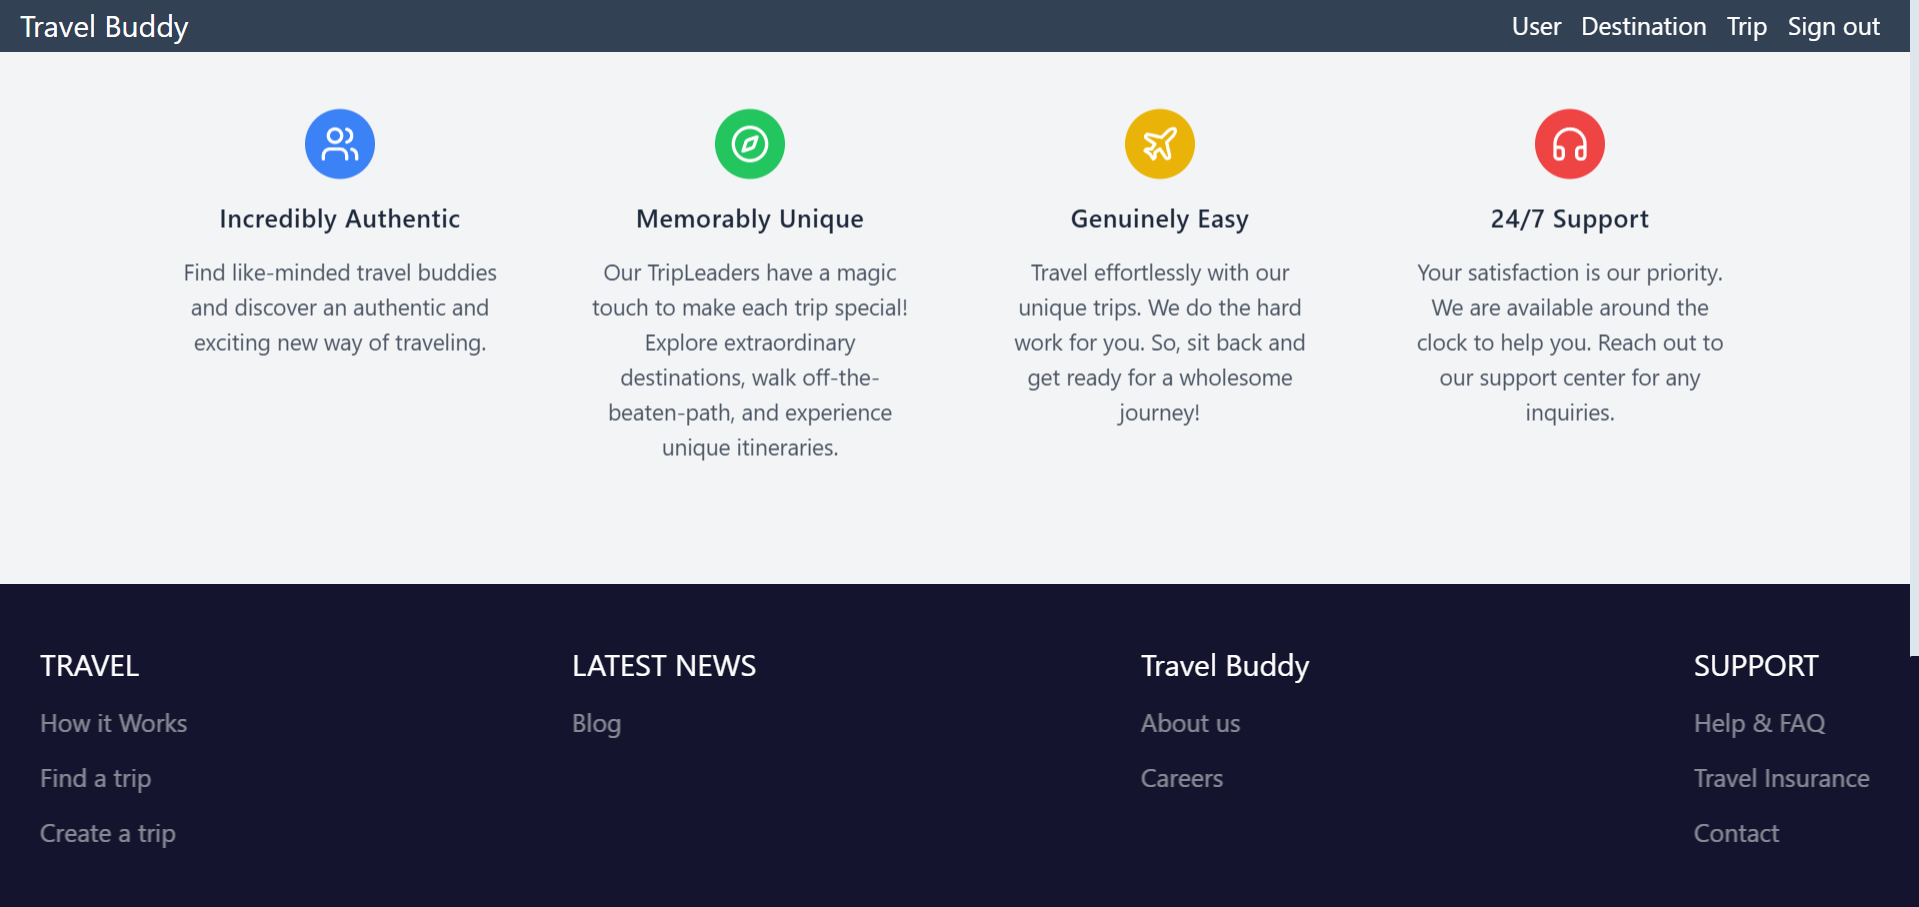 Travel Buddy
User Destination Trip Sign out
Incredibly Authentic
Find like-minded travel buddies
and discover an authentic and
exciting new way of traveling.
Memorably Unique
Our TripLeaders have a magic
touch to make each trip special!
Explore extraordinary
destinations, walk off-the-
beaten-path, and experience
unique itineraries.
Genuinely Easy
Travel effortlessly with our
unique trips. We do the hard
work for you. So, sit back and
get ready for a wholesome
journey!
24/7 Support
Your satisfaction is our priority.
We are available around the
clock to help you. Reach out to
our support center for any
inquiries.
TRAVEL
How it Works
Find a trip
Create a trip
LATEST NEWS
Blog
Travel Buddy
About us
Careers
SUPPORT
Help & FAQ
Travel Insurance
Contact